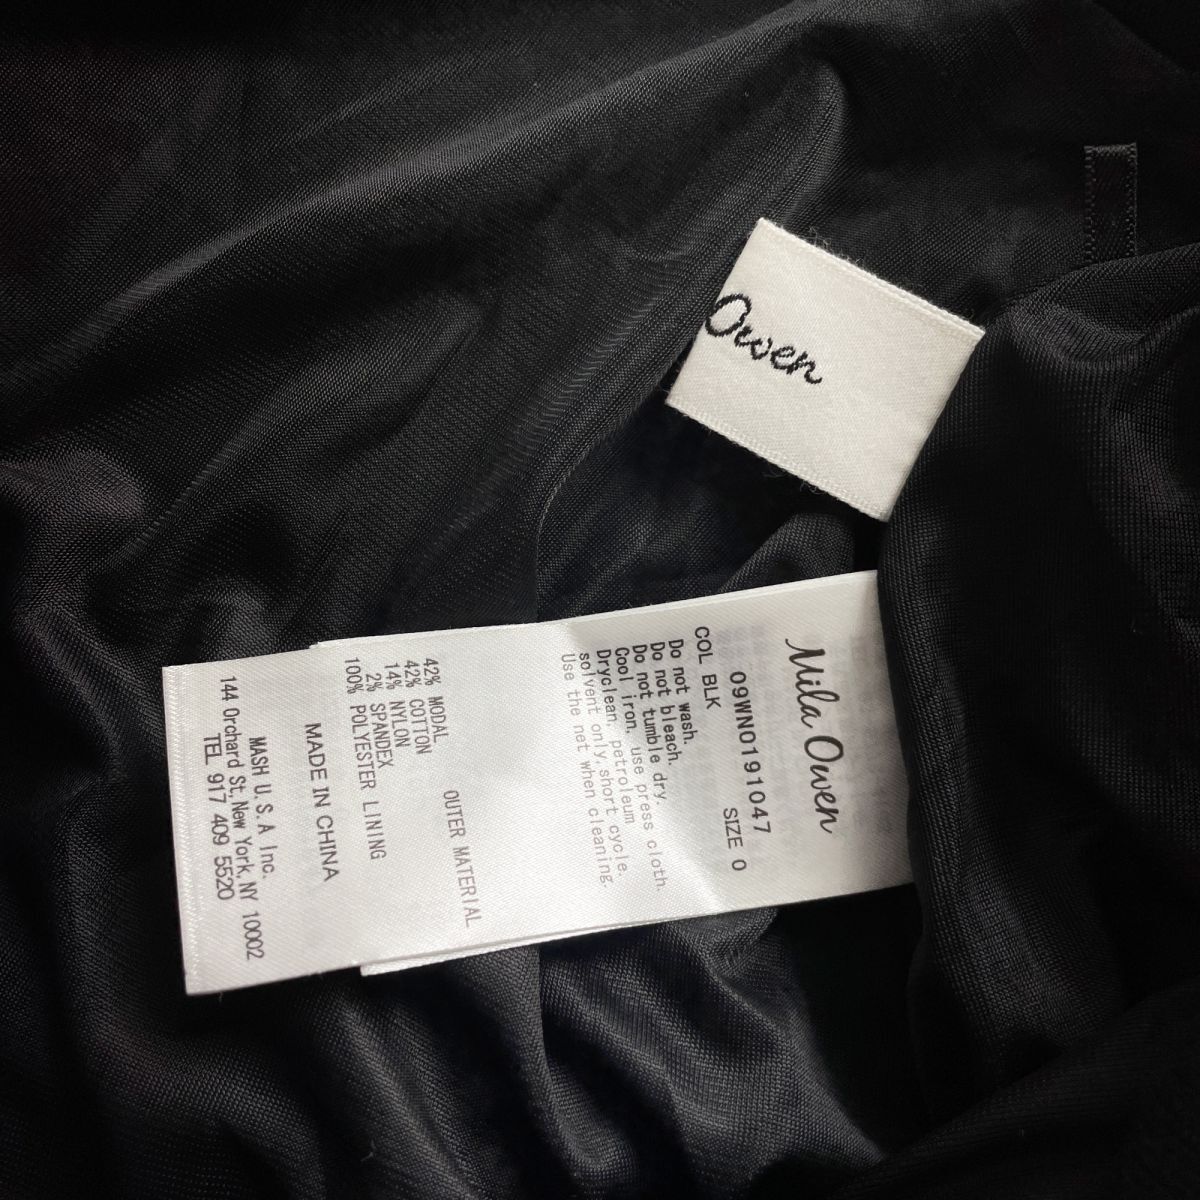 Owen
Mila Owen
09WNO191047
COL BLK SIZE 0
Do not wash.
Do not bleach.
Do not tumble dry.
Cool iron, use press cloth.
Dryclean, petroleum
solvent only, short cycle.
Use the net when cleaning.
OUTER MATERIAL
42% MODAL
42% COTTON
14% NYLON
2% SPANDEX
100% POLYESTER LINING
MADE IN CHINA
MASH U.S.A Inc.
144 Orchard St, New York, NY 10002
TEL 917 409 5520